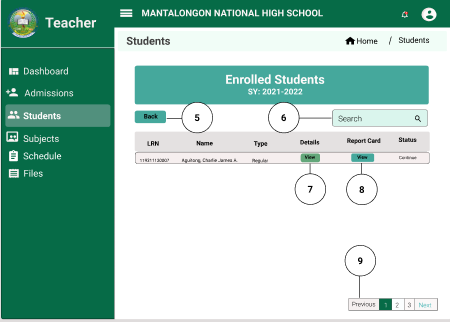 Teacher
MANTALONGON NATIONAL HIGH SCHOOL
Students
Home / Students
Dashboard
Admissions
Students
Subjects
Schedule
Files
Enrolled Students
SY: 2021-2022
Back
5
6
Search
LRN Name Type Details Report Card Status
119311130007 Aguilong, Charlie James A. Regular View View Continue
7
8
9
Previous 1 2 3 Next